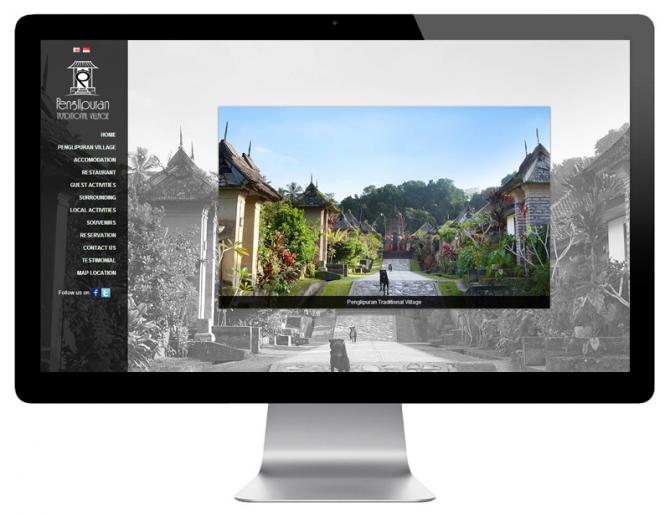 Penglipuran
TRADITIONAL VILLAGE
HOME
PENGLIPURAN VILLAGE
ACCOMODATION
RESTAURANT
GUEST ACTIVITIES
SURROUNDING
LOCAL ACTIVITIES
SOUVENIRS
RESERVATION
CONTACT US
TESTIMONIAL
MAP LOCATION
Follow us on
Penglipuran Traditional Village